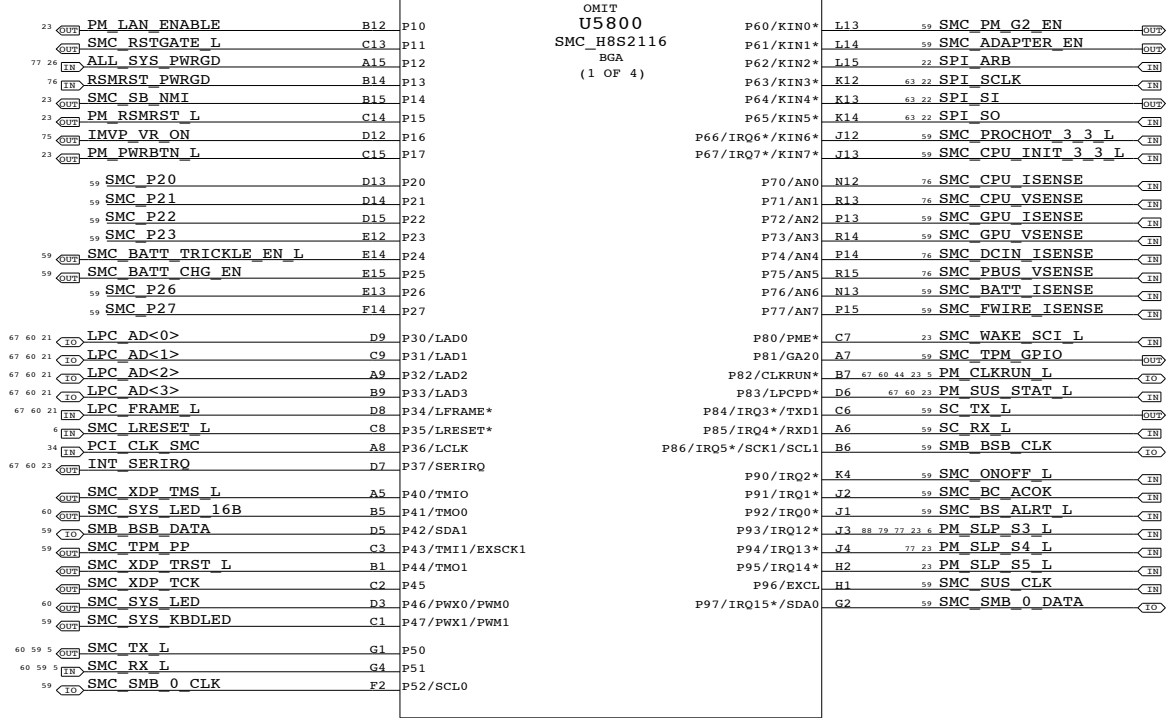 OMIT
U5800
SMC_H8S2116
BGA
(1 OF 4)
23 OUT PM_LAN_ENABLE B12 P10
OUT SMC_RSTGATE_L C13 P11
77 26 IN ALL_SYS_PWRGD A15 P12
76 IN RSMRST_PWRGD B14 P13
23 OUT SMC_SB_NMI B15 P14
23 OUT PM_RSMRST_L C14 P15
75 OUT IMVP_VR_ON D12 P16
23 OUT PM_PWRBTN_L C15 P17
59 SMC_P20 D13 P20
59 SMC_P21 D14 P21
59 SMC_P22 D15 P22
59 SMC_P23 E12 P23
59 OUT SMC_BATT_TRICKLE_EN_L E14 P24
59 OUT SMC_BATT_CHG_EN E15 P25
59 SMC_P26 E13 P26
59 SMC_P27 F14 P27
67 60 21 IO LPC_AD<0> D9 P30/LAD0
67 60 21 IO LPC_AD<1> C9 P31/LAD1
67 60 21 IO LPC_AD<2> A9 P32/LAD2
67 60 21 IO LPC_AD<3> B9 P33/LAD3
67 60 21 IN LPC_FRAME_L D8 P34/LFRAME*
6 IN SMC_LRESET_L C8 P35/LRESET*
34 IN PCI_CLK_SMC A8 P36/LCLK
67 60 23 OUT INT_SERIRQ D7 P37/SERIRQ
OUT SMC_XDP_TMS_L A5 P40/TMIO
60 OUT SMC_SYS_LED_16B B5 P41/TMO0
59 IO SMB_BSB_DATA D5 P42/SDA1
59 OUT SMC_TPM_PP C3 P43/TMI1/EXSCK1
OUT SMC_XDP_TRST_L B1 P44/TMO1
OUT SMC_XDP_TCK C2 P45
60 OUT SMC_SYS_LED D3 P46/PWX0/PWM0
59 OUT SMC_SYS_KBDLED C1 P47/PWX1/PWM1
60 59 5 OUT SMC_TX_L G1 P50
60 59 5 IN SMC_RX_L G4 P51
59 IO SMC_SMB_0_CLK F2 P52/SCL0
P60/KIN0* L13 59 SMC_PM_G2_EN OUT
P61/KIN1* L14 59 SMC_ADAPTER_EN OUT
P62/KIN2* L15 22 SPI_ARB IN
P63/KIN3* K12 63 22 SPI_SCLK IN
P64/KIN4* K13 63 22 SPI_SI OUT
P65/KIN5* K14 63 22 SPI_SO IN
P66/IRQ6*/KIN6* J12 59 SMC_PROCHOT_3_3_L IN
P67/IRQ7*/KIN7* J13 59 SMC_CPU_INIT_3_3_L IN
P70/AN0 N12 76 SMC_CPU_ISENSE IN
P71/AN1 R13 76 SMC_CPU_VSENSE IN
P72/AN2 P13 59 SMC_GPU_ISENSE IN
P73/AN3 R14 59 SMC_GPU_VSENSE IN
P74/AN4 P14 76 SMC_DCIN_ISENSE IN
P75/AN5 R15 76 SMC_PBUS_VSENSE IN
P76/AN6 N13 59 SMC_BATT_ISENSE IN
P77/AN7 P15 59 SMC_FWIRE_ISENSE IN
P80/PME* C7 23 SMC_WAKE_SCI_L IN
P81/GA20 A7 59 SMC_TPM_GPIO OUT
P82/CLKRUN* B7 67 60 44 23 5 PM_CLKRUN_L IO
P83/LPCPD* D6 67 60 23 PM_SUS_STAT_L IN
P84/IRQ3*/TXD1 C6 59 SC_TX_L OUT
P85/IRQ4*/RXD1 A6 59 SC_RX_L IN
P86/IRQ5*/SCK1/SCL1 B6 59 SMB_BSB_CLK IO
P90/IRQ2* K4 59 SMC_ONOFF_L IN
P91/IRQ1* J2 59 SMC_BC_ACOK IN
P92/IRQ0* J1 59 SMC_BS_ALRT_L IN
P93/IRQ12* J3 88 79 77 23 6 PM_SLP_S3_L IN
P94/IRQ13* J4 77 23 PM_SLP_S4_L IN
P95/IRQ14* H2 23 PM_SLP_S5_L IN
P96/EXCL H1 59 SMC_SUS_CLK IN
P97/IRQ15*/SDA0 G2 59 SMC_SMB_0_DATA IO